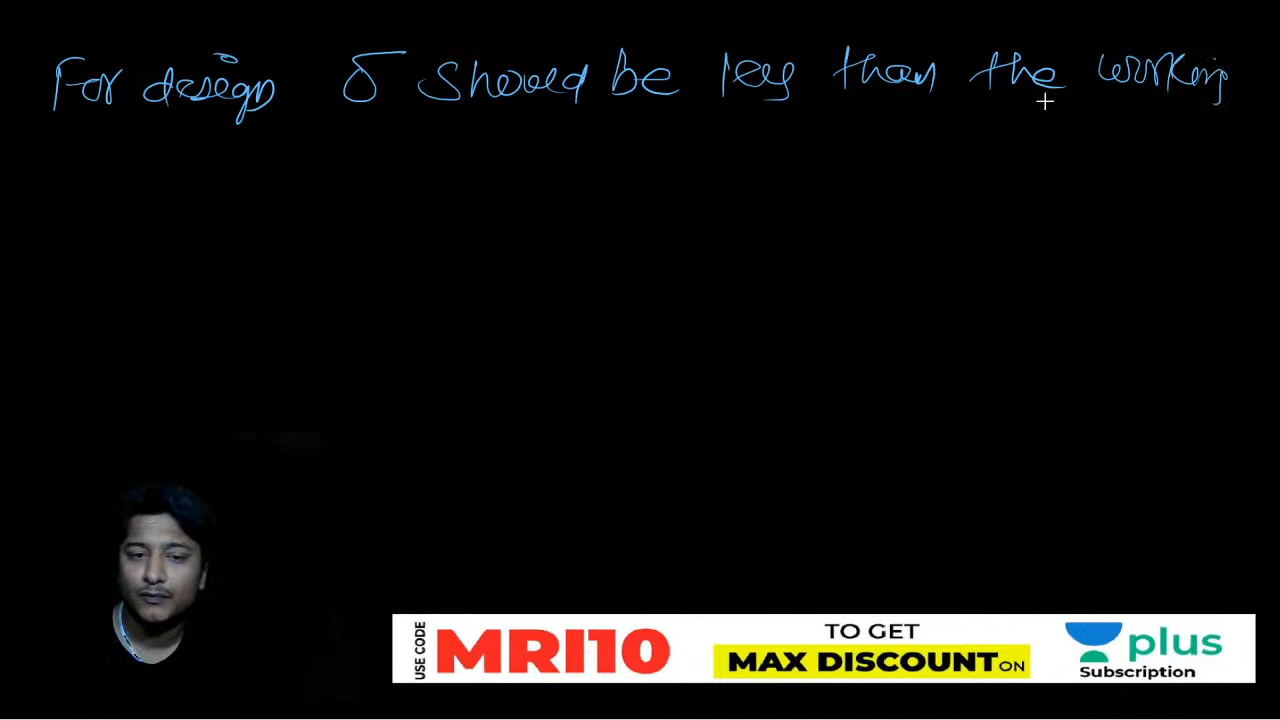 For design σ should be less than the working
USE CODE
MRI10
TO GET
MAX DISCOUNT ON
plus
Subscription